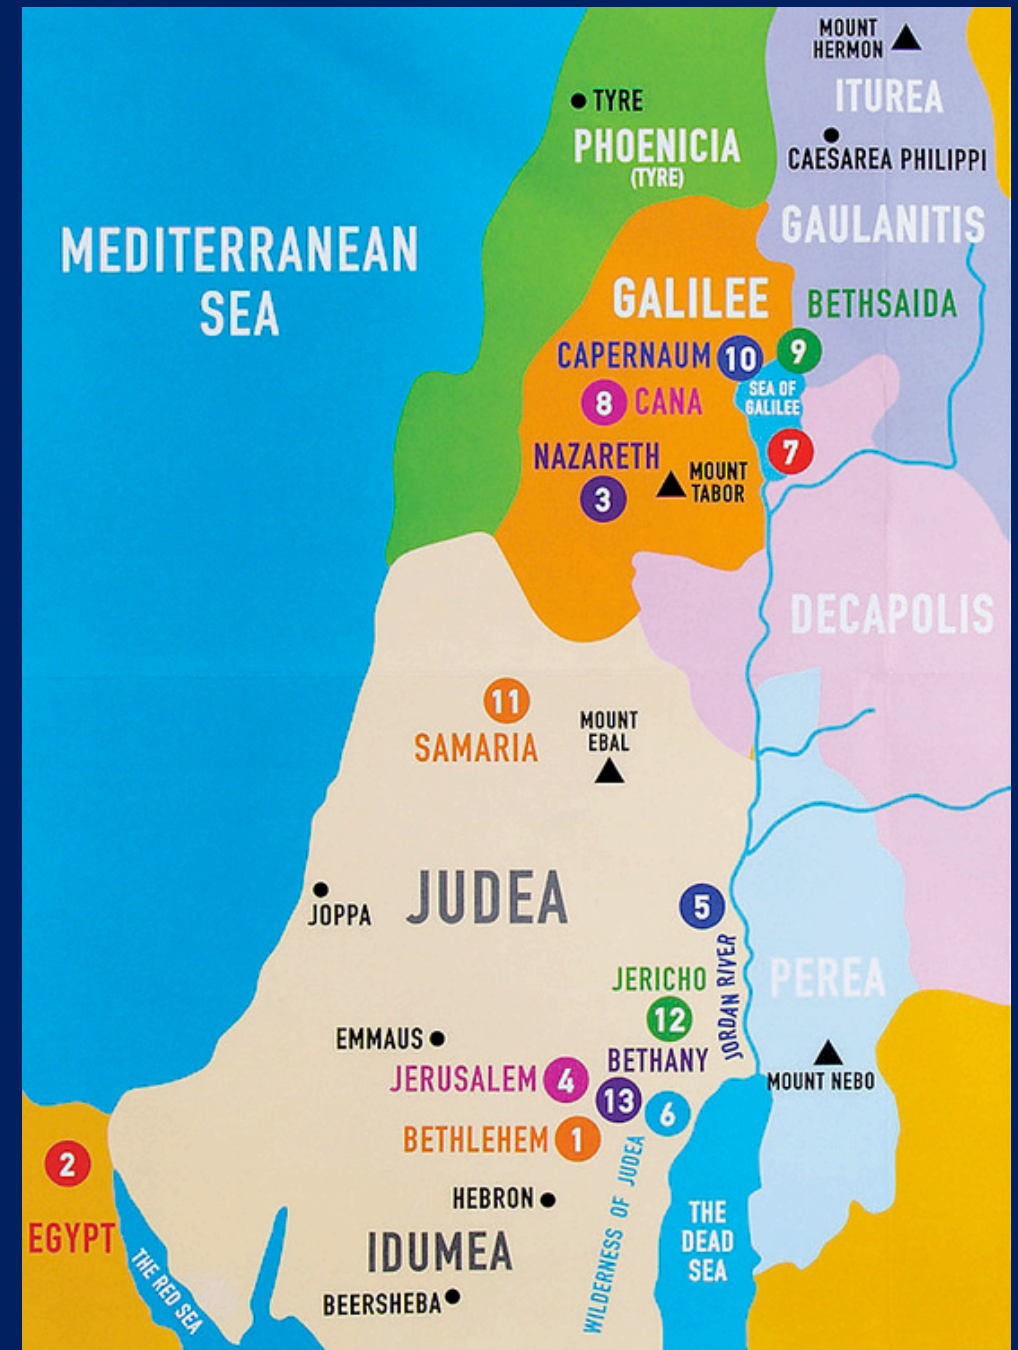 MOUNT
HERMON
ITUREA
TYRE
PHOENICIA
(TYRE)
CAESAREA PHILIPPI
GAULANITIS
MEDITERRANEAN
SEA
GALILEE
BETHSAIDA
CAPERNAUM 10
9
8 CANA
SEA OF
GALILEE
NAZARETH
3
MOUNT
TABOR
7
DECAPOLIS
11
SAMARIA
MOUNT
EBAL
JOPPA
JUDEA
5
JORDAN RIVER
JERICHO
12
PEREA
EMMAUS
BETHANY
JERUSALEM 4
13
6
MOUNT NEBO
BETHLEHEM 1
2
EGYPT
THE RED SEA
HEBRON
IDUMEA
BEERSHEBA
WILDERNESS OF JUDEA
THE
DEAD
SEA